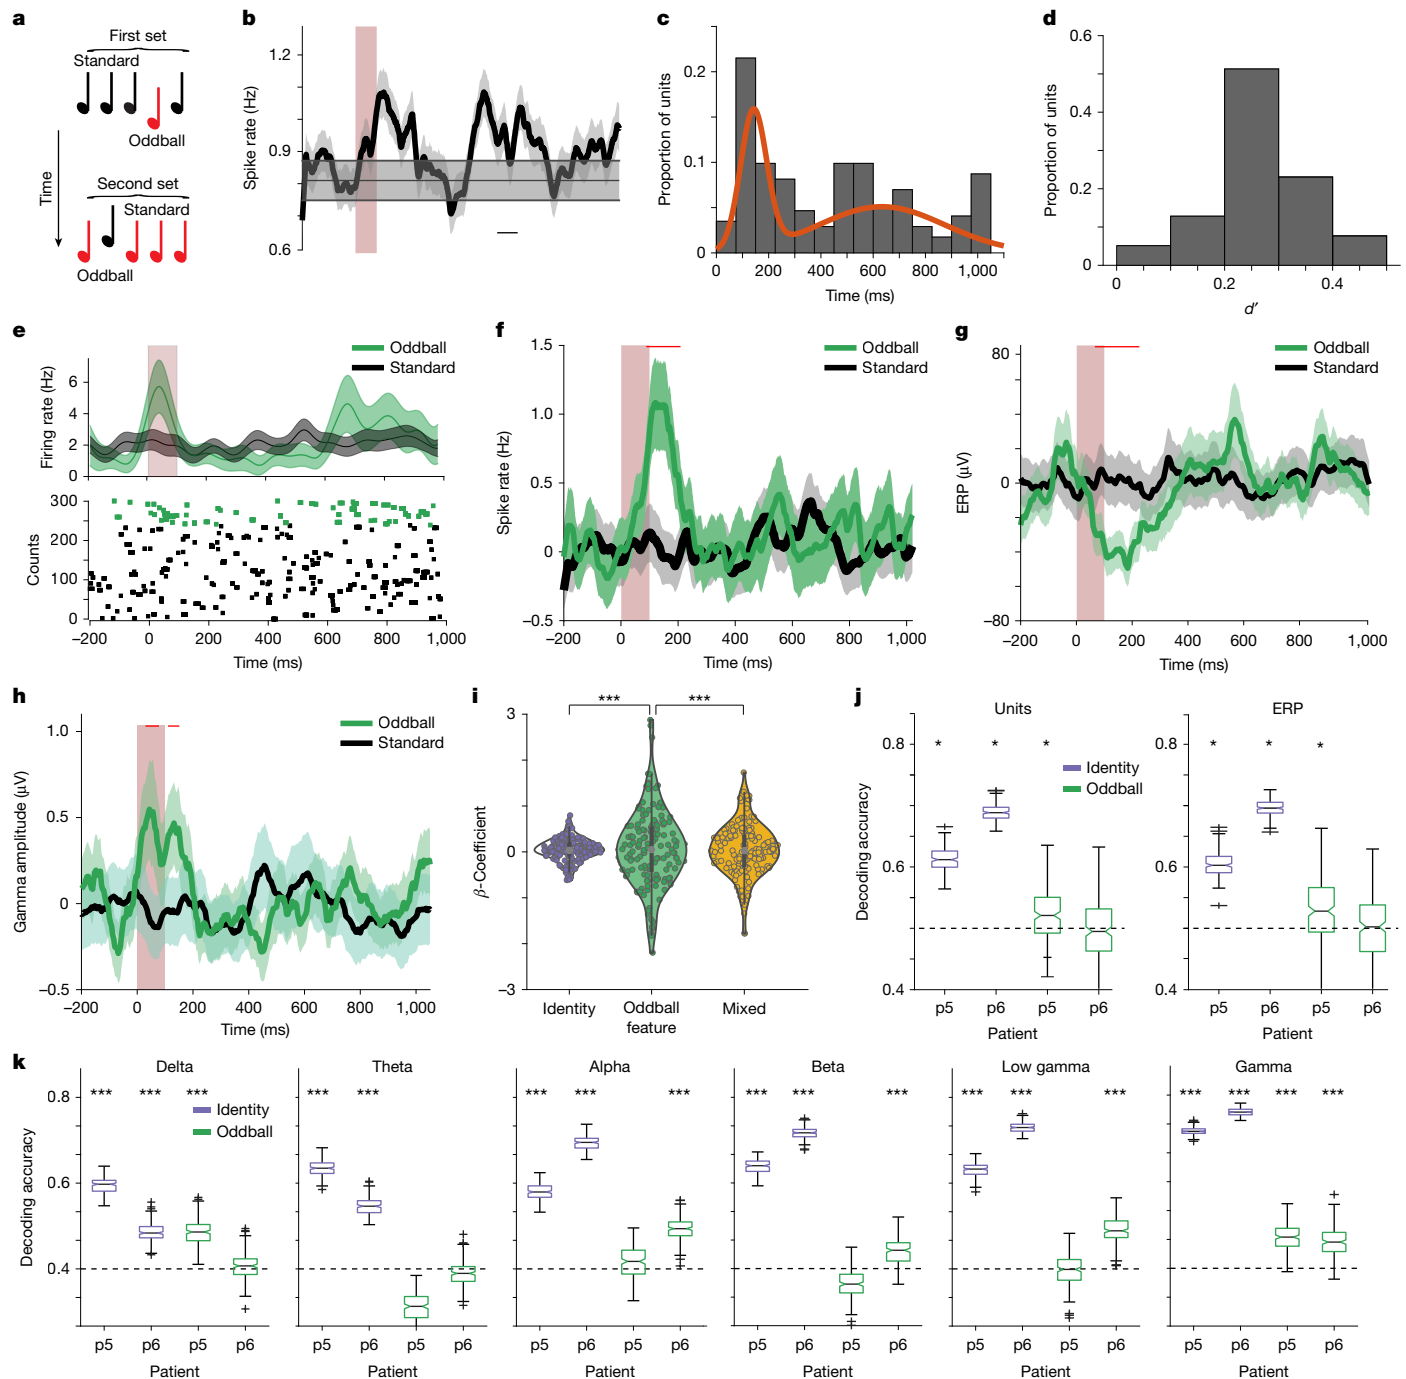 a
First set
Standard
Oddball
Time
Second set
Standard
Oddball
b
Spike rate (Hz)
1.2
0.9
0.6
c
Proportion of units
0.2
0.1
0
0 200 400 600 800 1,000
Time (ms)
d
Proportion of units
0.6
0.4
0.2
0
0 0.2 0.4
d′
e
Oddball
Standard
Firing rate (Hz)
6
4
2
0
Counts
300
200
100
0
−200 0 200 400 600 800 1,000
Time (ms)
f
Oddball
Standard
Spike rate (Hz)
1.5
1.0
0.5
0
−0.5
−200 0 200 400 600 800 1,000
Time (ms)
g
Oddball
Standard
ERP (μV)
80
0
−80
−200 0 200 400 600 800 1,000
Time (ms)
h
Oddball
Standard
Gamma amplitude (μV)
1.0
0.5
0
−0.5
−200 0 200 400 600 800 1,000
Time (ms)
i
*** ***
β-Coefficient
3
0
−3
Identity Oddball feature Mixed
j
Units
* * *
Identity
Oddball
Decoding accuracy
0.8
0.6
0.4
p5 p6 p5 p6
Patient
ERP
* * *
0.8
0.6
0.4
p5 p6 p5 p6
Patient
k
Delta
*** *** ***
Identity
Oddball
Decoding accuracy
0.8
0.6
0.4
p5 p6 p5 p6
Patient
Theta
*** ***
p5 p6 p5 p6
Patient
Alpha
*** *** ***
p5 p6 p5 p6
Patient
Beta
*** *** ***
p5 p6 p5 p6
Patient
Low gamma
*** *** ***
p5 p6 p5 p6
Patient
Gamma
*** *** *** ***
p5 p6 p5 p6
Patient